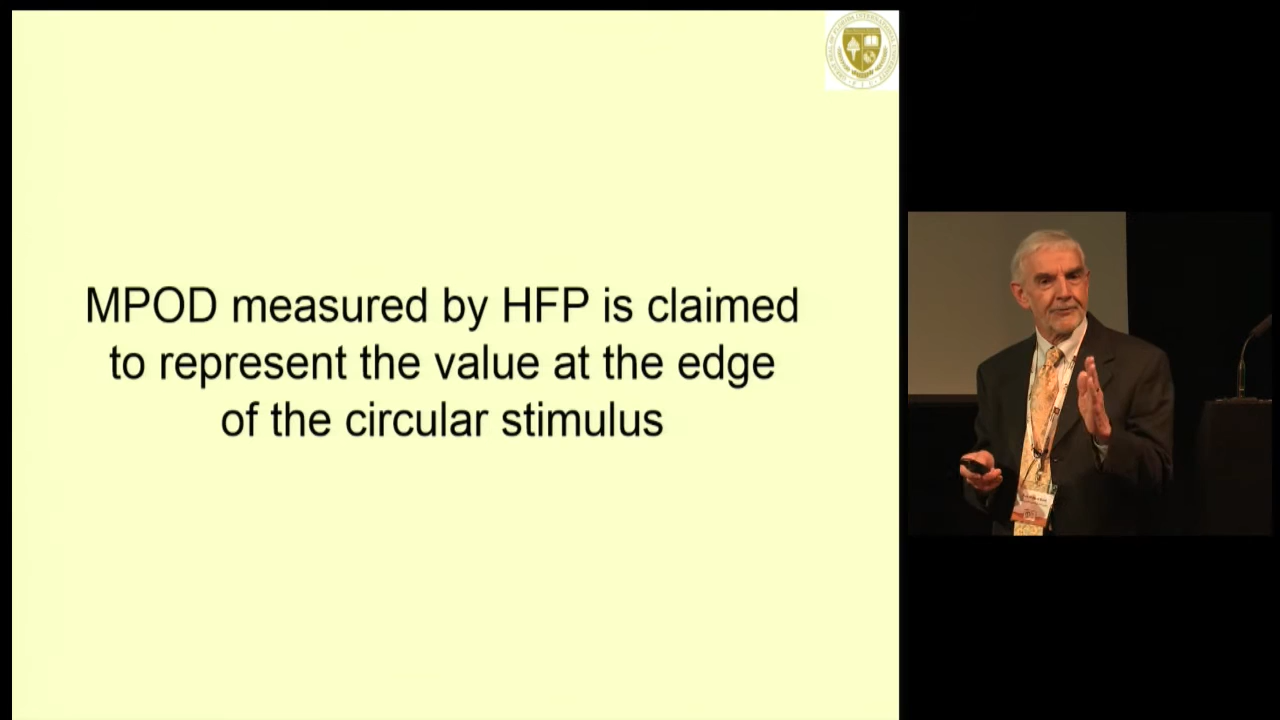 MPOD measured by HFP is claimed
to represent the value at the edge
of the circular stimulus